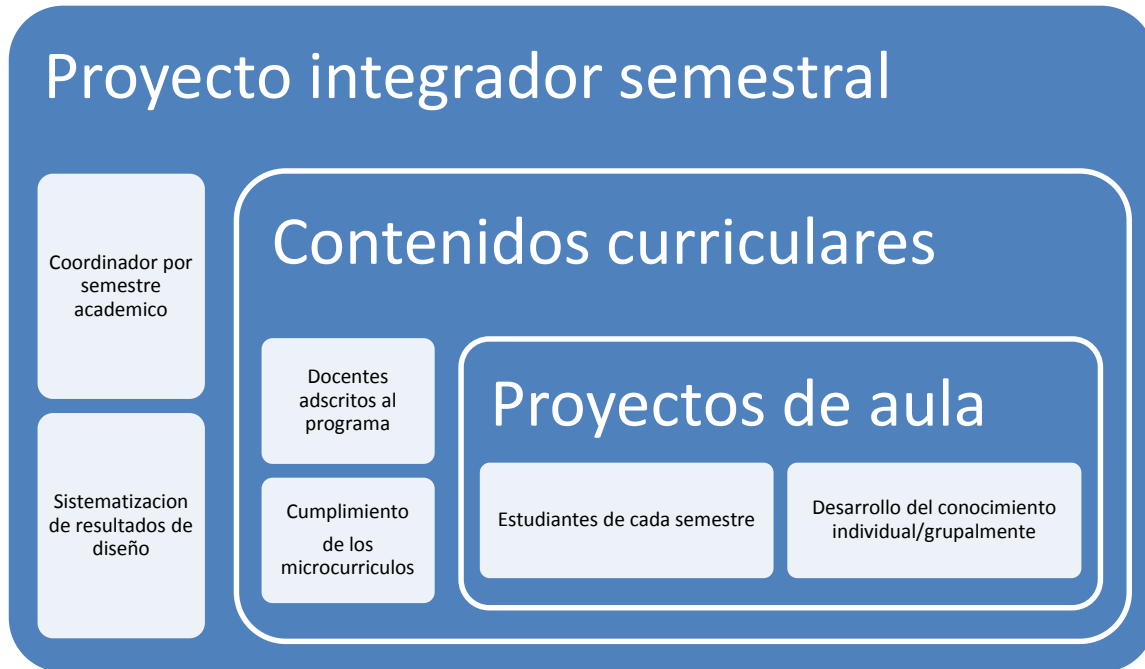 Proyecto integrador semestral
Coordinador por
semestre
academico
Sistematizacion
de resultados de
diseño
Contenidos curriculares
Docentes
adscritos al
programa
Cumplimiento
de los
microcurriculos
Proyectos de aula
Estudiantes de cada semestre
Desarrollo del conocimiento
individual/grupalmente